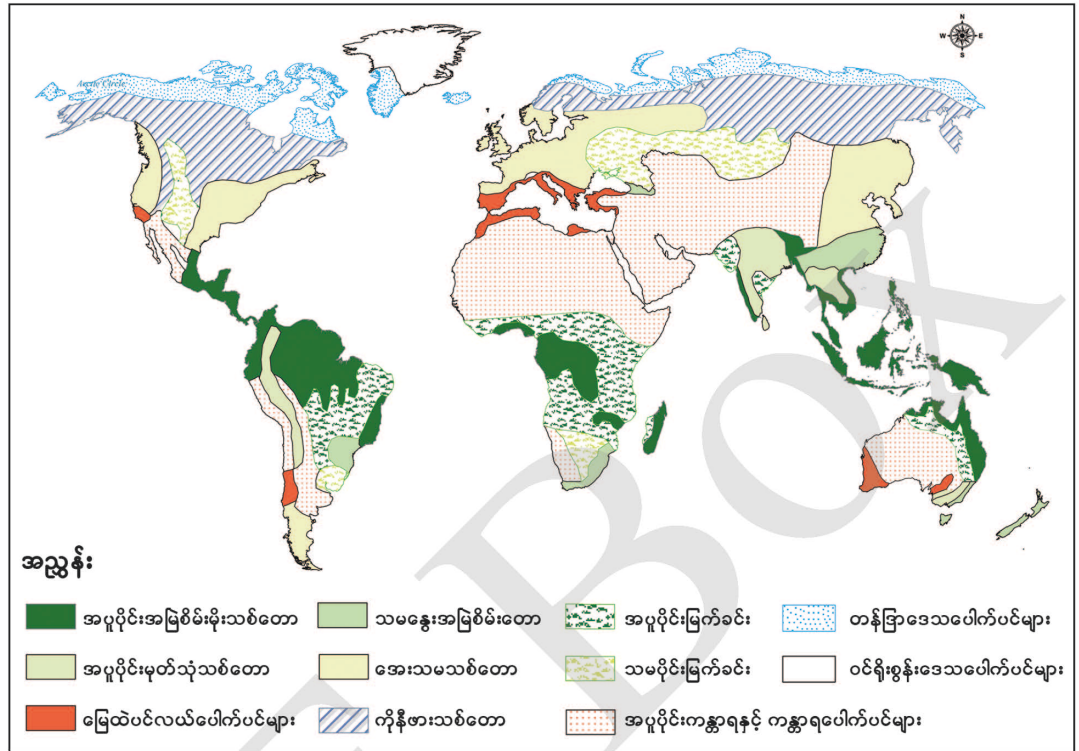 N
W E
S
Arctic Circle
အညွှန်း
အပူပိုင်းအမြဲစိမ်းမိုးသစ်တော
သမနွေးအမြဲစိမ်းတော
အပူပိုင်းမြက်ခင်း
တန်ဒြာဒေသပေါက်ပင်များ
အပူပိုင်းမုတ်သုံသစ်တော
အေးသမသစ်တော
သမပိုင်းမြက်ခင်း
ဝင်ရိုးစွန်းဒေသပေါက်ပင်များ
မြေထဲပင်လယ်ပေါက်ပင်များ
ကိုနီဖားသစ်တော
အပူပိုင်းကန္တာရနှင့် ကန္တာရပေါက်ပင်များ
BOX